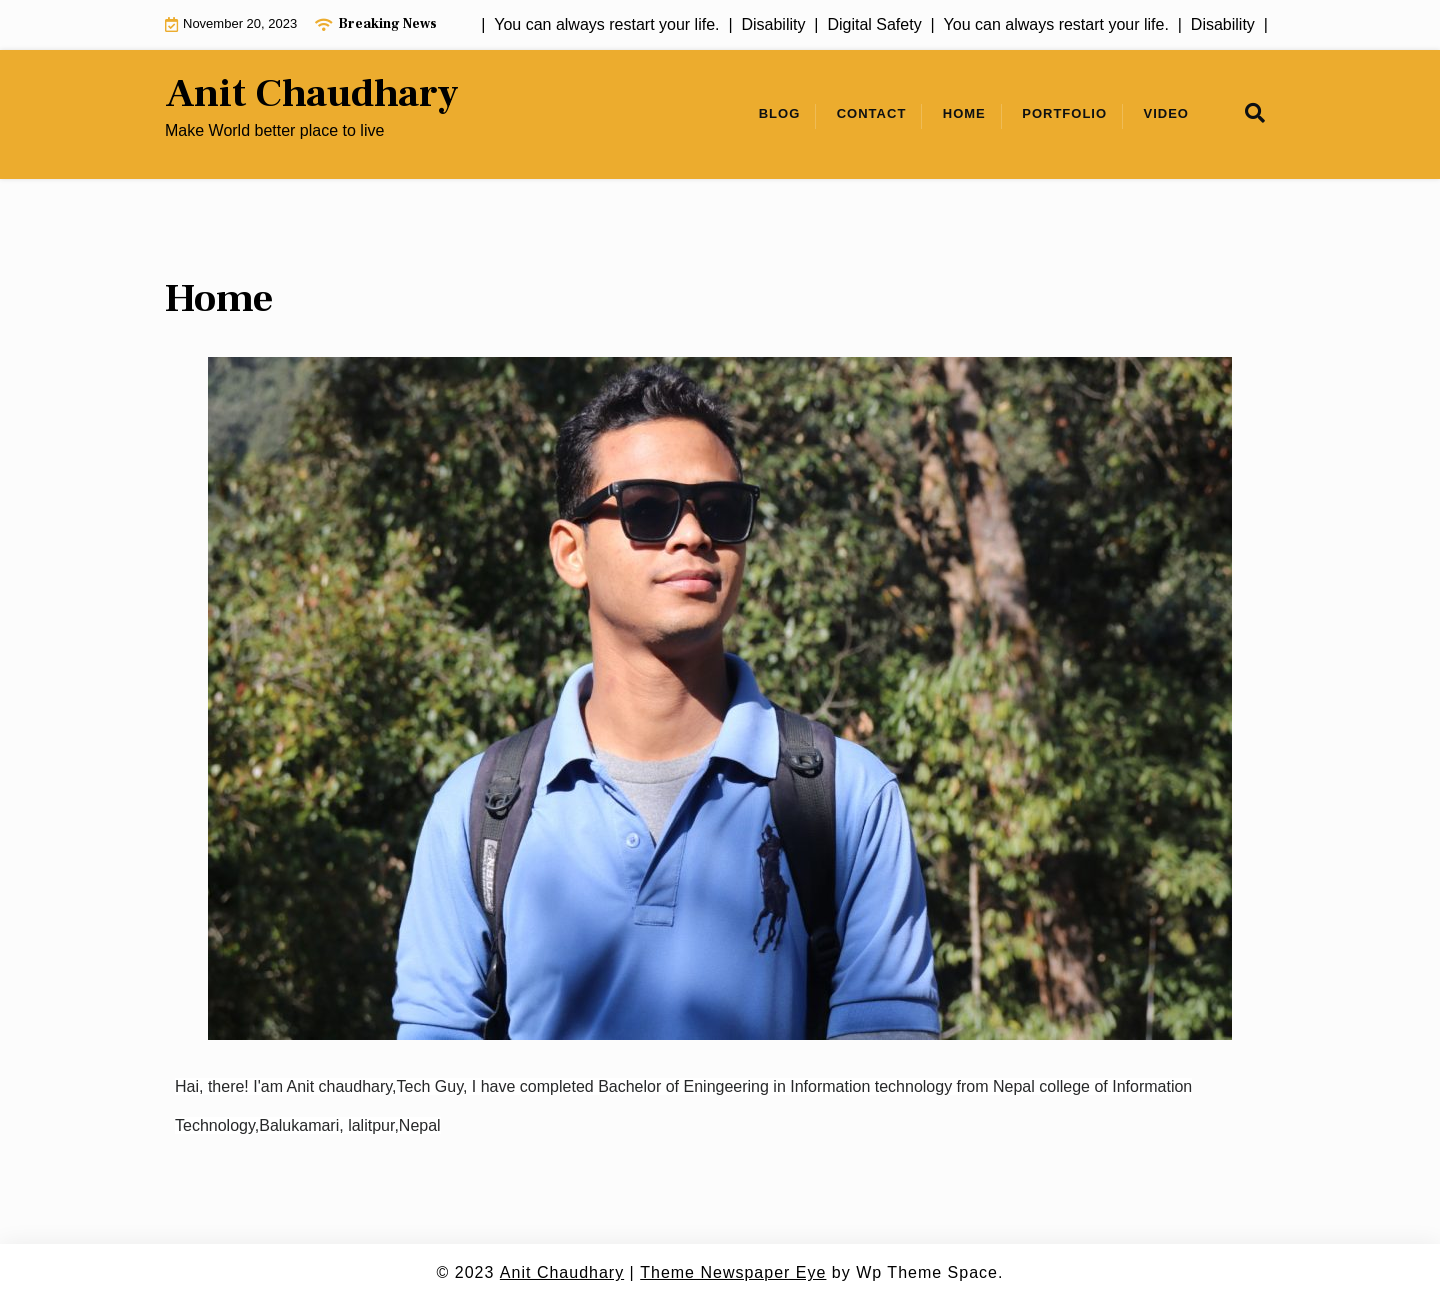 November 20, 2023 Breaking News | You can always restart your life. | Disability | Digital Safety | You can always restart your life. | Disability |
Anit Chaudhary
Make World better place to live
BLOG CONTACT HOME PORTFOLIO VIDEO
Home
Hai, there! I'am Anit chaudhary,Tech Guy, I have completed Bachelor of Eningeering in Information technology from Nepal college of Information
Technology,Balukamari, lalitpur,Nepal
© 2023 Anit Chaudhary | Theme Newspaper Eye by Wp Theme Space.